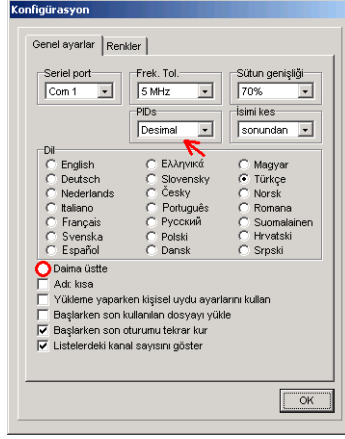 Konfigürasyon
Genel ayarlar Renkler
Seriel port Frek. Tol. Sütun genişliği
Com 1 5 MHz 70%
PIDs İsimi kes
Desimal sonundan
Dil
English Ελληνικά Magyar
Deutsch Slovensky Türkçe
Nederlands Česky Norsk
Italiano Português Romana
Français Русский Suomalainen
Svenska Polski Hrvatski
Español Dansk Srpski
Daima üstte
Adı: kısa
Yükleme yaparken kişisel uydu ayarlarını kullan
Başlarken son kullanılan dosyayı yükle
Başlarken son oturumu tekrar kur
Listelerdeki kanal sayısını göster
OK